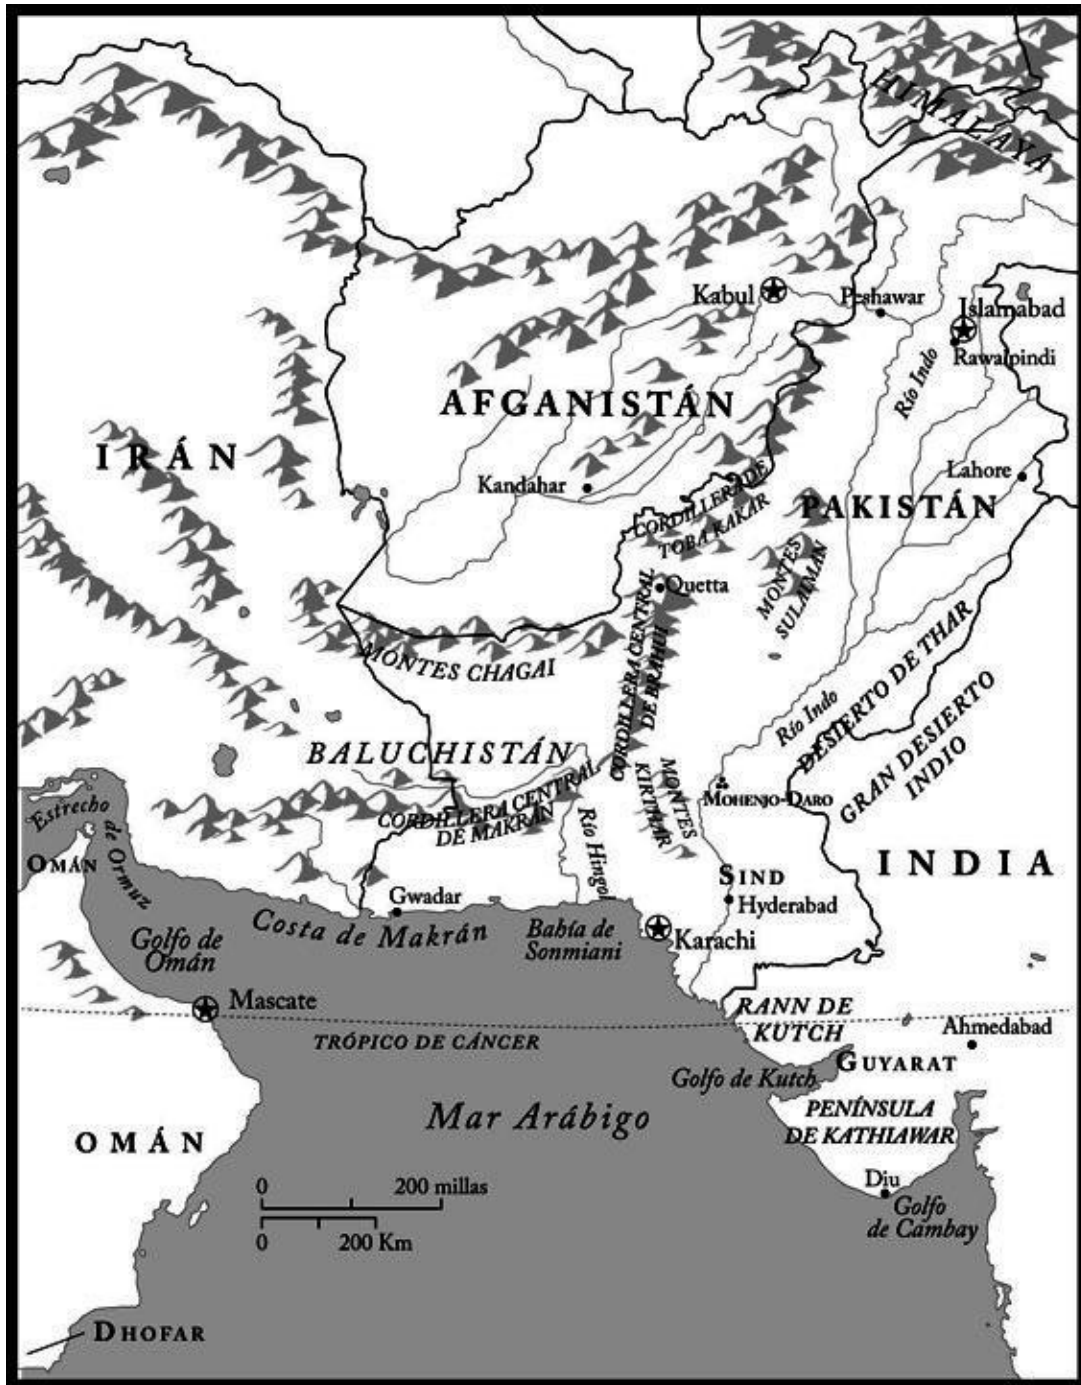 HIMALAYA
Kabul
Peshawar
Islamabad
Rawalpindi
Río Indo
AFGANISTÁN
IRÁN
Kandahar
Lahore
PAKISTÁN
CORDILLERA DE
TOBA KAKAR
MONTES
SULAIMÁN
Quetta
CORDILLERA CENTRAL
DE BRAHUI
MONTES CHAGAI
DESIERTO DE THAR
Río Indo
GRAN DESIERTO
INDIO
BALUCHISTÁN
CORDILLERA CENTRAL
DE MAKRÁN
MONTES
KIRTHAR
MOHENJO-DARO
Estrecho
de Ormuz
OMÁN
Río Hingol
INDIA
SIND
Hyderabad
Gwadar
Costa de Makrán
Bahía de
Sonmiani
Karachi
Golfo de
Omán
Mascate
RANN DE
KUTCH
TRÓPICO DE CÁNCER
Ahmedabad
GUYARAT
Golfo de Kutch
Mar Arábigo
PENÍNSULA
DE KATHIAWAR
OMÁN
Diu
Golfo
de Cambay
0 200 millas
0 200 Km
DHOFAR